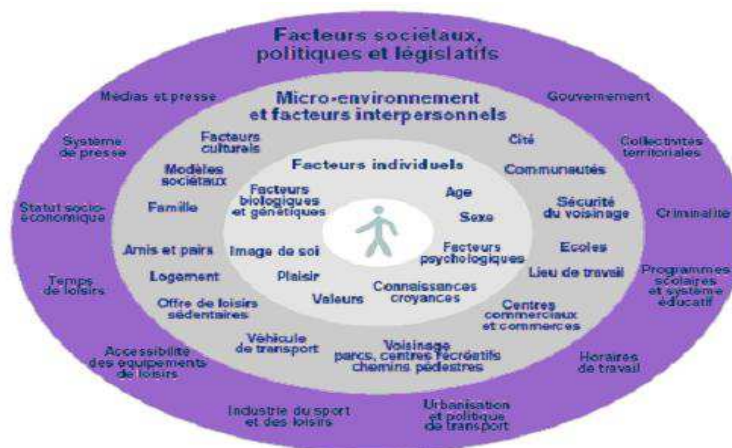 Facteurs sociétaux,
politiques et législatifs
Médias et presse
Gouvernement
Système
de presse
Collectivités
territoriales
Statut socio-
économique
Criminalité
Temps
de loisirs
Programmes
scolaires
et système
éducatif
Accessibilité
des équipements
de loisirs
Horaires
de travail
Industrie du sport
et des loisirs
Urbanisation
et politique
de transport
Micro-environnement
et facteurs interpersonnels
Facteurs
culturels
Cité
Modèles
sociétaux
Communautés
Famille
Sécurité
du voisinage
Amis et pairs
Ecoles
Logement
Lieu de travail
Offre de loisirs
sédentaires
Centres
commerciaux
et commerces
Véhicule
de transport
Voisinage
parcs, centres récréatifs
chemins pédestres
Facteurs individuels
Facteurs
biologiques
et génétiques
Age
Sexe
Image de soi
Facteurs
psychologiques
Plaisir
Valeurs
Connaissances
croyances